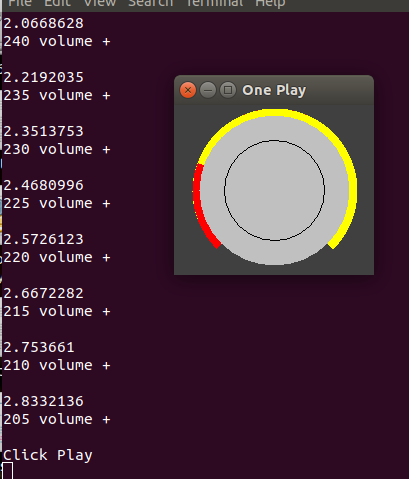 File Edit View Search Terminal Help
2.0668628
240 volume +
2.2192035
235 volume +
2.3513753
230 volume +
2.4680996
225 volume +
2.5726123
220 volume +
2.6672282
215 volume +
2.753661
210 volume +
2.8332136
205 volume +
Click Play
One Play